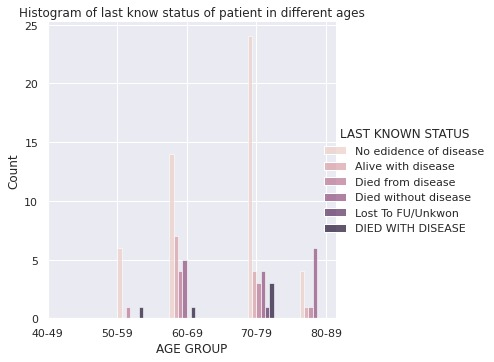 Histogram of last know status of patient in different ages
25
20
15
10
5
0
Count
40-49 50-59 60-69 70-79 80-89
AGE GROUP
LAST KNOWN STATUS
No edidence of disease
Alive with disease
Died from disease
Died without disease
Lost To FU/Unkwon
DIED WITH DISEASE